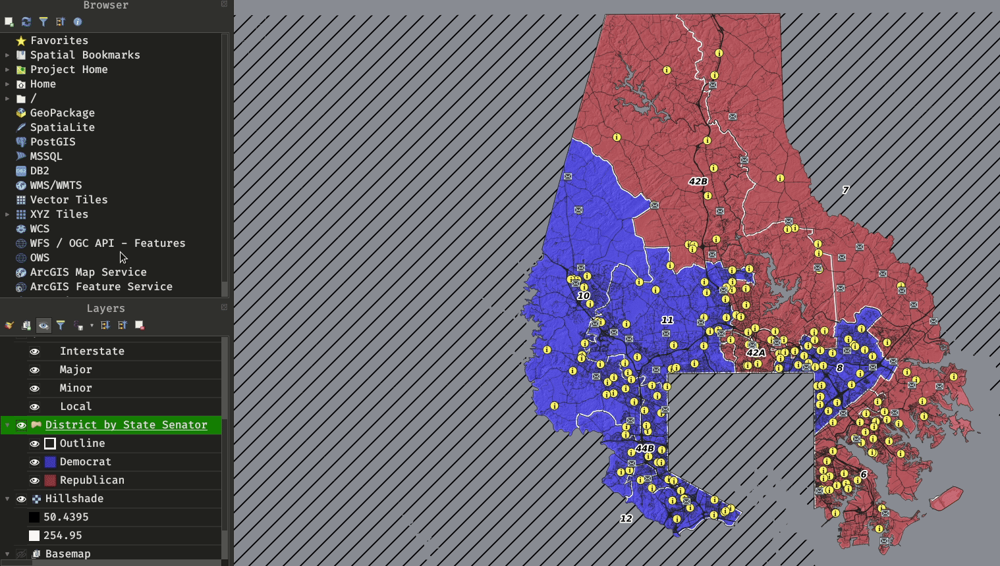 Browser
Favorites
Spatial Bookmarks
Project Home
Home
/
GeoPackage
SpatiaLite
PostGIS
MSSQL
DB2
WMS/WMTS
Vector Tiles
XYZ Tiles
WCS
WFS / OGC API - Features
OWS
ArcGIS Map Service
ArcGIS Feature Service
Layers
Interstate
Major
Minor
Local
District by State Senator
Outline
Democrat
Republican
Hillshade
50.4395
254.95
Basemap
42B
7
10
11
42A
8
44B
6
12